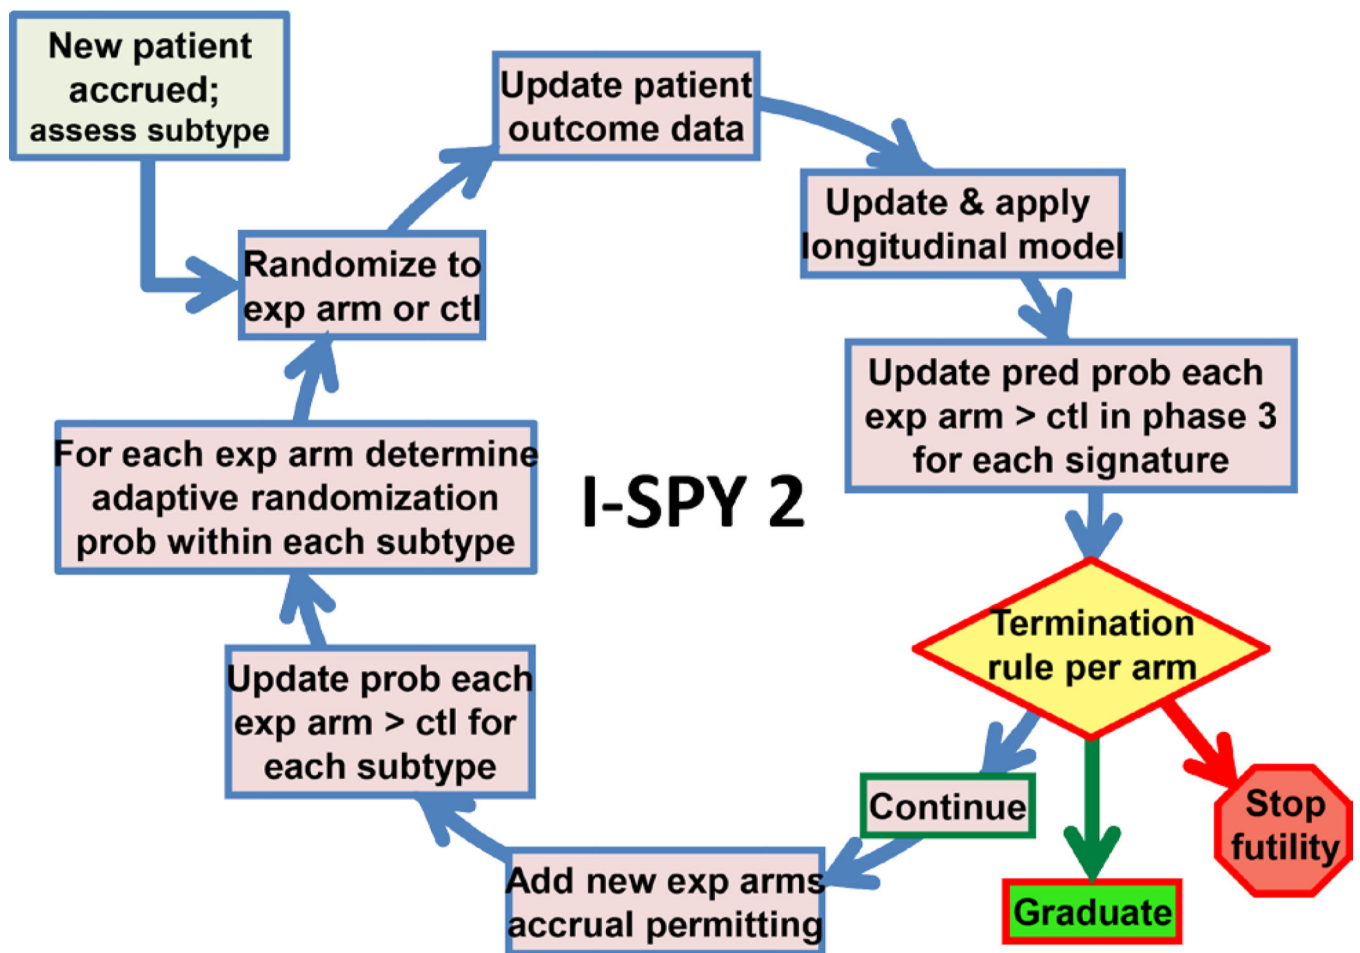 New patient
accrued;
assess subtype
Update patient
outcome data
Update & apply
longitudinal model
Randomize to
exp arm or ctl
Update pred prob each
exp arm > ctl in phase 3
for each signature
For each exp arm determine
adaptive randomization
prob within each subtype
I-SPY 2
Termination
rule per arm
Update prob each
exp arm > ctl for
each subtype
Continue
Stop
futility
Add new exp arms
accrual permitting
Graduate